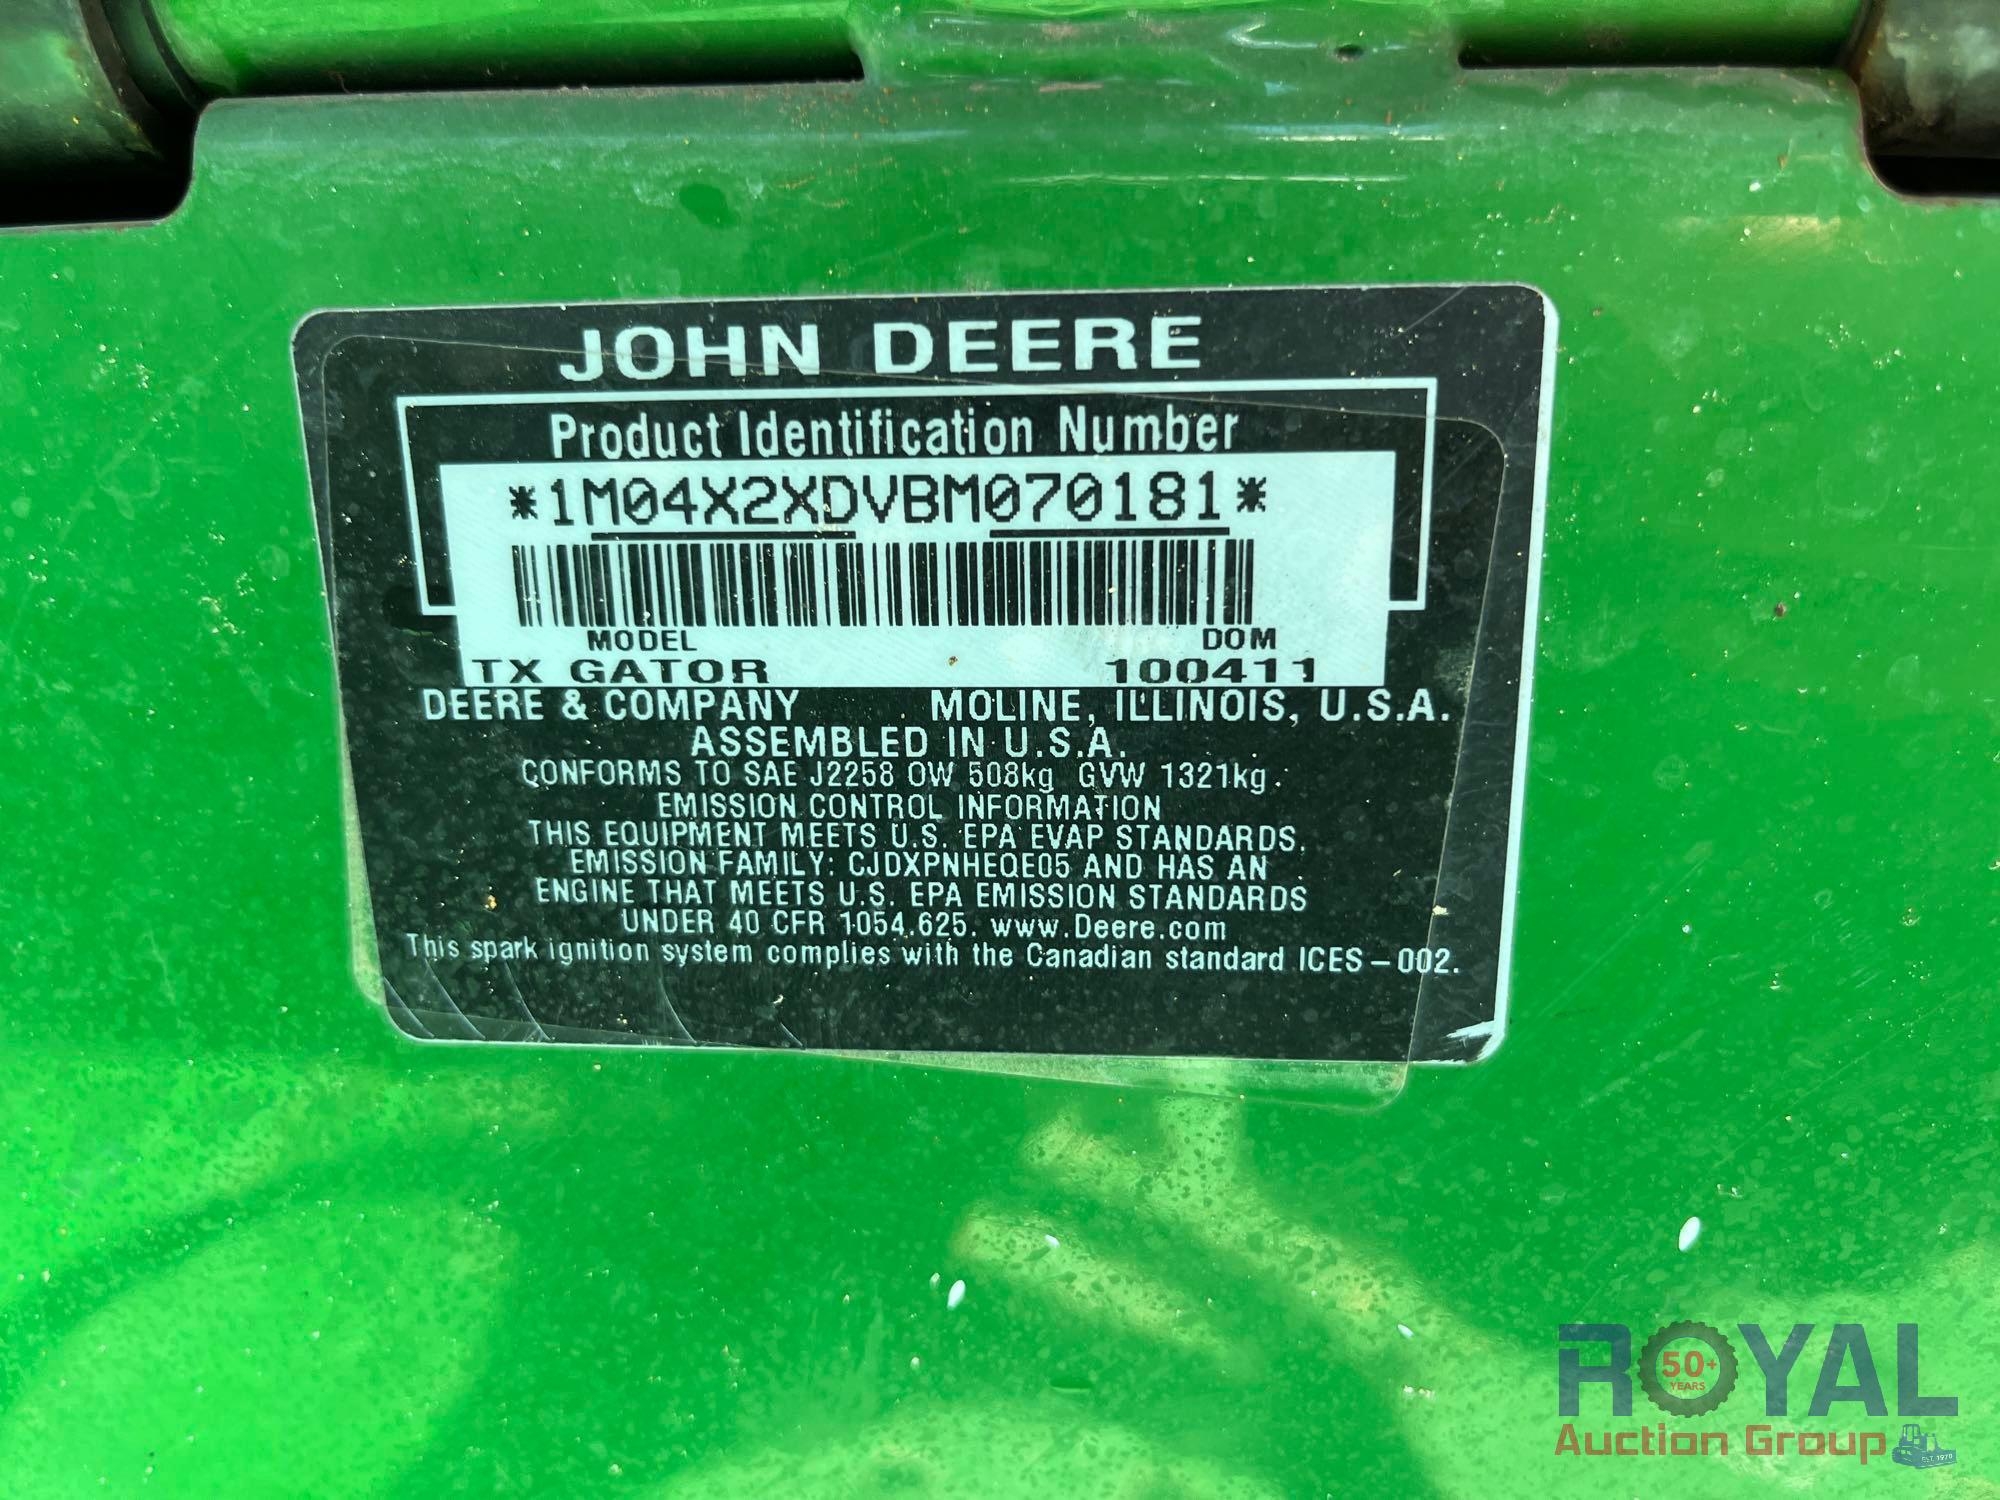 JOHN DEERE
Product Identification Number
*1M04X2XDVBM070181*
MODEL DOM
TX GATOR 100411
DEERE & COMPANY MOLINE, ILLINOIS, U.S.A.
ASSEMBLED IN U.S.A.
CONFORMS TO SAE J2258 OW 508kg GVW 1321kg.
EMISSION CONTROL INFORMATION
THIS EQUIPMENT MEETS U.S. EPA EVAP STANDARDS.
EMISSION FAMILY: CJDXPNHEQE05 AND HAS AN
ENGINE THAT MEETS U.S. EPA EMISSION STANDARDS
UNDER 40 CFR 1054.625. www.Deere.com
This spark ignition system complies with the Canadian standard ICES-002.
ROYAL
50+
YEARS
Auction Group
EST. 1970